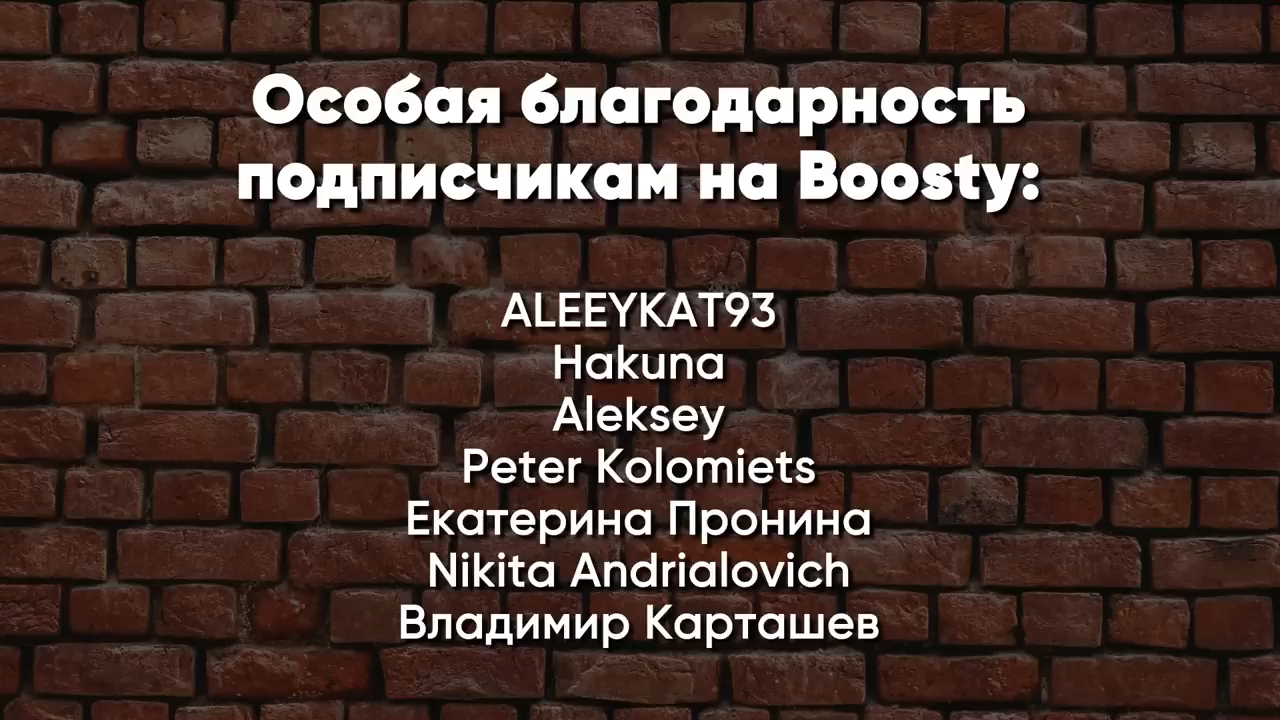 Особая благодарность
подписчикам на Boosty:
ALEEYKAT93
Hakuna
Aleksey
Peter Kolomiets
Екатерина Пронина
Nikita Andrialovich
Владимир Карташев